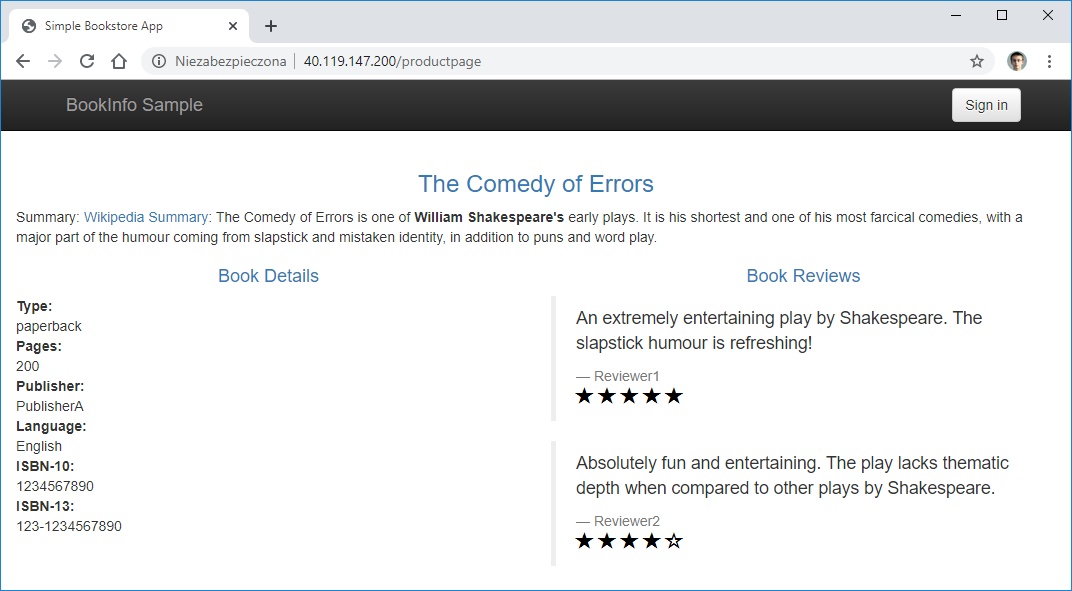 Simple Bookstore App
Niezabezpieczona | 40.119.147.200/productpage
BookInfo Sample
Sign in
The Comedy of Errors
Summary: Wikipedia Summary: The Comedy of Errors is one of William Shakespeare's early plays. It is his shortest and one of his most farcical comedies, with a
major part of the humour coming from slapstick and mistaken identity, in addition to puns and word play.
Book Details
Type:
paperback
Pages:
200
Publisher:
PublisherA
Language:
English
ISBN-10:
1234567890
ISBN-13:
123-1234567890
Book Reviews
An extremely entertaining play by Shakespeare. The
slapstick humour is refreshing!
— Reviewer1
★★★★★
Absolutely fun and entertaining. The play lacks thematic
depth when compared to other plays by Shakespeare.
— Reviewer2
★★★★☆